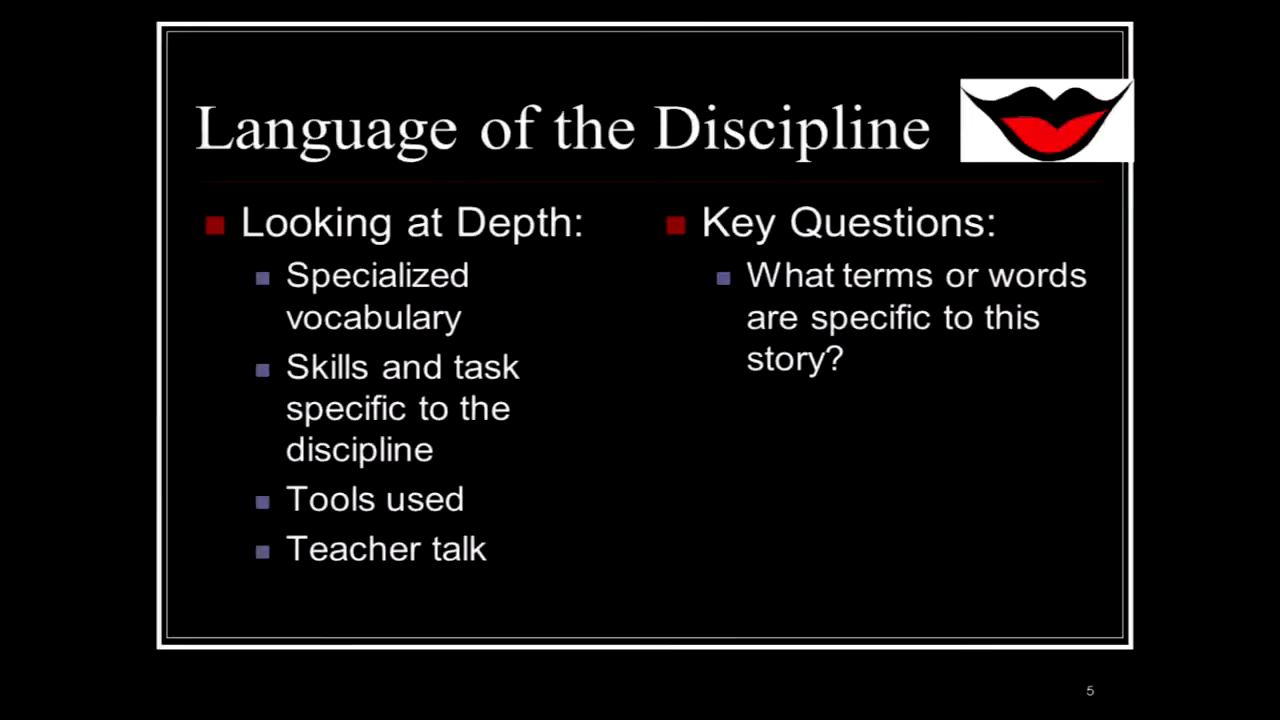 Language of the Discipline
Looking at Depth:
Specialized
vocabulary
Skills and task
specific to the
discipline
Tools used
Teacher talk
Key Questions:
What terms or words
are specific to this
story?
5